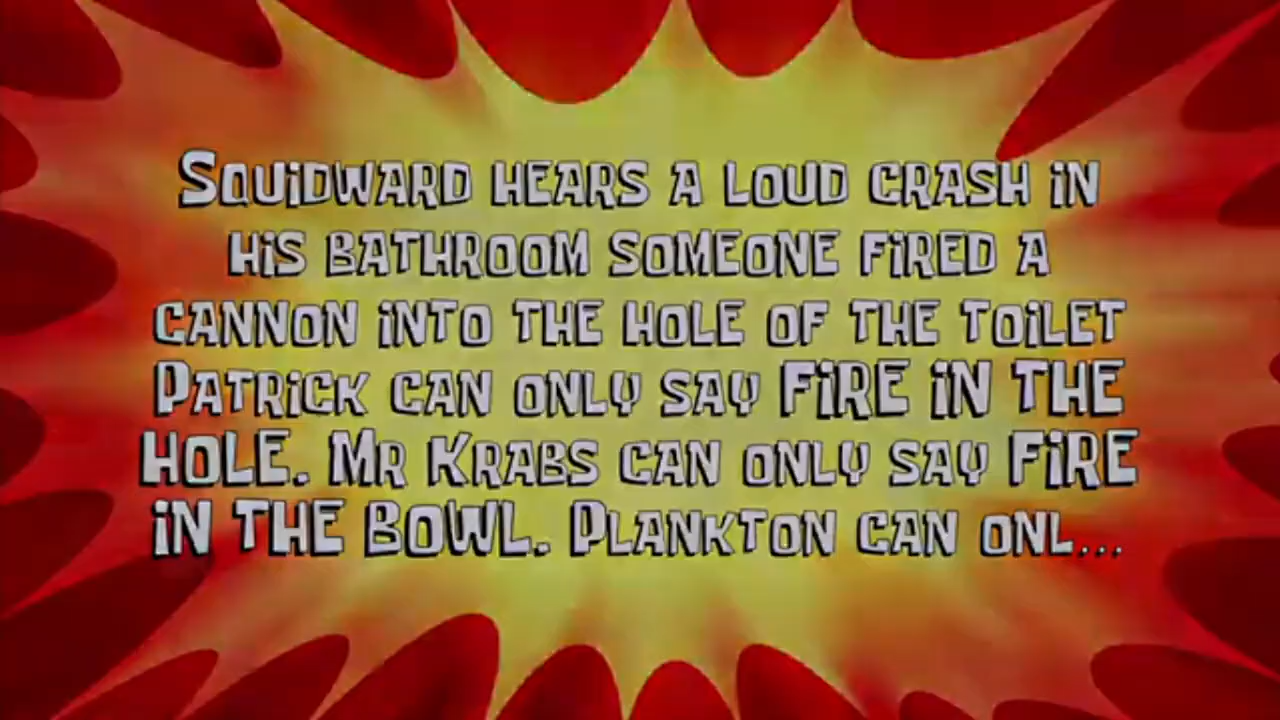 Squidward hears a loud crash in
his bathroom someone fired a
cannon into the hole of the toilet
Patrick can only say FIRE IN THE
HOLE. Mr Krabs can only say FIRE
IN THE BOWL. Plankton can onl...